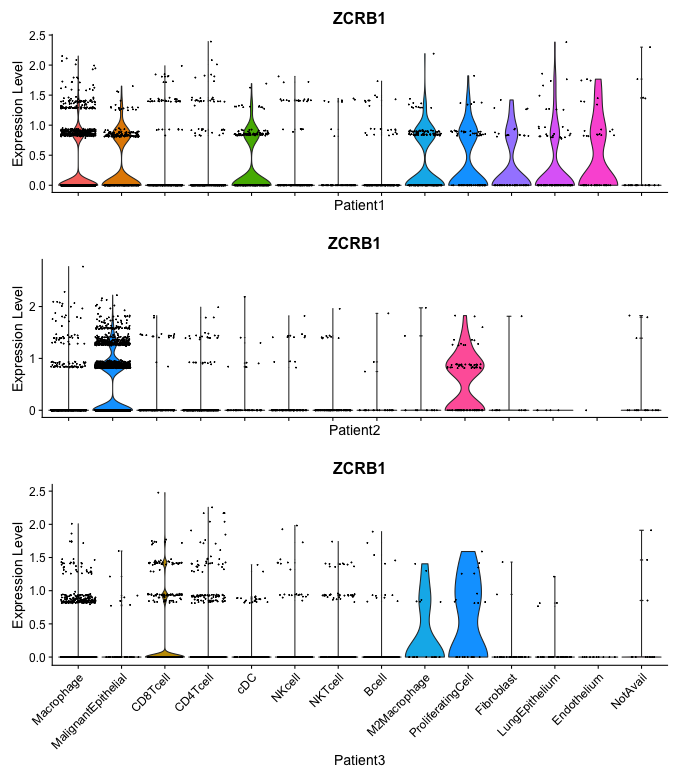 ZCRB1
Expression Level
2.5
2.0
1.5
1.0
0.5
0.0
Patient1
ZCRB1
Expression Level
2
1
0
Patient2
ZCRB1
Expression Level
2.5
2.0
1.5
1.0
0.5
0.0
Macrophage
MalignantEpithelial
CD8Tcell
CD4Tcell
cDC
NKcell
NKTcell
Bcell
M2Macrophage
ProliferatingCell
Fibroblast
LungEpithelium
Endothelium
NotAvail
Patient3